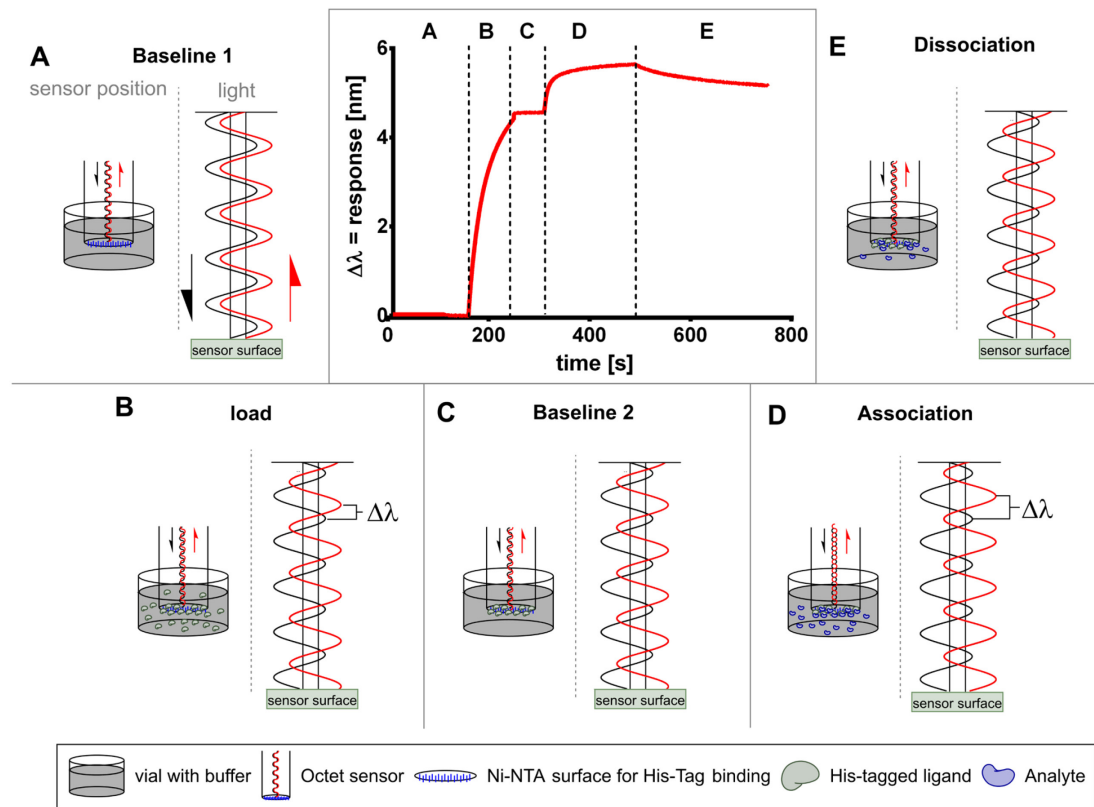 A
Baseline 1
sensor position
light
sensor surface
A B C D E
Δλ = response [nm]
6
4
2
0
0 200 400 600 800
time [s]
E
Dissociation
sensor surface
B
load
Δλ
sensor surface
C
Baseline 2
sensor surface
D
Association
Δλ
sensor surface
vial with buffer
Octet sensor
Ni-NTA surface for His-Tag binding
His-tagged ligand
Analyte